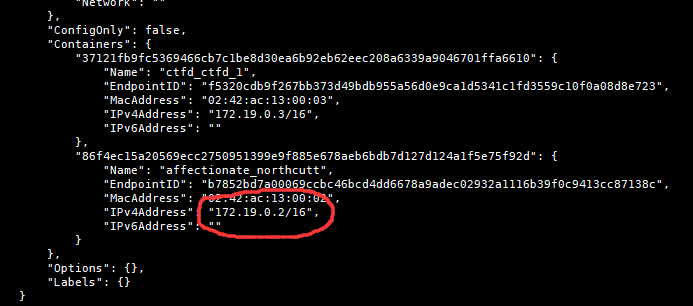 "Network": ""
},
"ConfigOnly": false,
"Containers": {
"37121fb9fc5369466cb7c1be8d30ea6b92eb62eec208a6339a9046701ffa6610": {
"Name": "ctfd_ctfd_1",
"EndpointID": "f5320cdb9f267bb373d49bdb955a56d0e9ca1d5341c1fd3559c10f0a08d8e723",
"MacAddress": "02:42:ac:13:00:03",
"IPv4Address": "172.19.0.3/16",
"IPv6Address": ""
},
"86f4ec15a20569ecc2750951399e9f885e678aeb6bdb7d127d124a1f5e75f92d": {
"Name": "affectionate_northcutt",
"EndpointID": "b7852bd7a00069ccbc46bcd4dd6678a9adec02932a1116b39f0c9413cc87138c",
"MacAddress": "02:42:ac:13:00:02",
"IPv4Address": "172.19.0.2/16",
"IPv6Address": ""
}
},
"Options": {},
"Labels": {}
}